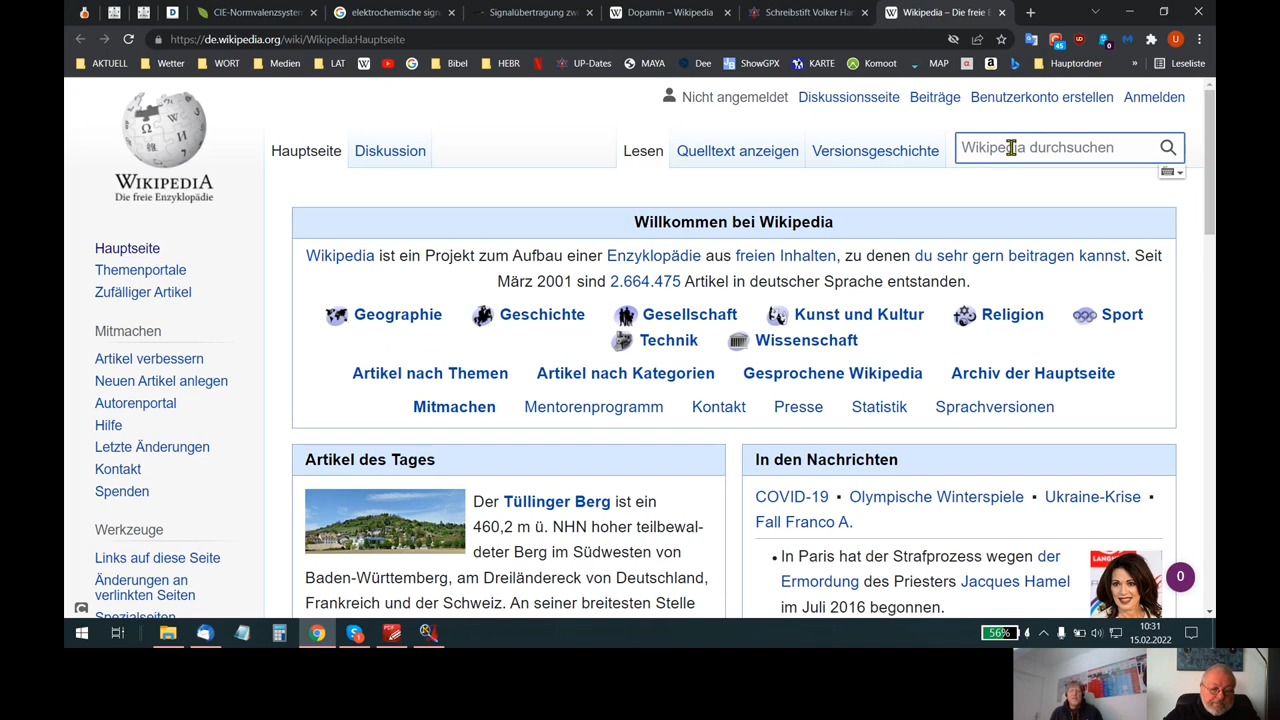 CIE-Normvalenzsystem
elektrochemische sign
Signalübertragung zwi
Dopamin – Wikipedia
Schreibstift Volker Har
Wikipedia – Die freie E
https://de.wikipedia.org/wiki/Wikipedia:Hauptseite
45
0
U
AKTUELL
Wetter
WORT
Medien
LAT
Bibel
HEBR
UP-Dates
MAYA
Dee
ShowGPX
KARTE
Komoot
MAP
Hauptordner
»
Leseliste
Nicht angemeldet Diskussionsseite Beiträge Benutzerkonto erstellen Anmelden
WIKIPEDIA
Die freie Enzyklopädie
Hauptseite Diskussion Lesen Quelltext anzeigen Versionsgeschichte Wikipedia durchsuchen
Hauptseite
Themenportale
Zufälliger Artikel
Mitmachen
Artikel verbessern
Neuen Artikel anlegen
Autorenportal
Hilfe
Letzte Änderungen
Kontakt
Spenden
Werkzeuge
Links auf diese Seite
Änderungen an
verlinkten Seiten
Spezialseiten
Willkommen bei Wikipedia
Wikipedia ist ein Projekt zum Aufbau einer Enzyklopädie aus freien Inhalten, zu denen du sehr gern beitragen kannst. Seit
März 2001 sind 2.664.475 Artikel in deutscher Sprache entstanden.
Geographie Geschichte Gesellschaft Kunst und Kultur Religion Sport
Technik Wissenschaft
Artikel nach Themen Artikel nach Kategorien Gesprochene Wikipedia Archiv der Hauptseite
Mitmachen Mentorenprogramm Kontakt Presse Statistik Sprachversionen
Artikel des Tages
Der Tüllinger Berg ist ein
460,2 m ü. NHN hoher teilbewal-
deter Berg im Südwesten von
Baden-Württemberg, am Dreiländereck von Deutschland,
Frankreich und der Schweiz. An seiner breitesten Stelle
In den Nachrichten
COVID-19 ▪ Olympische Winterspiele ▪ Ukraine-Krise ▪
Fall Franco A.
• In Paris hat der Strafprozess wegen der
Ermordung des Priesters Jacques Hamel
im Juli 2016 begonnen.
0
56%
10:31
15.02.2022